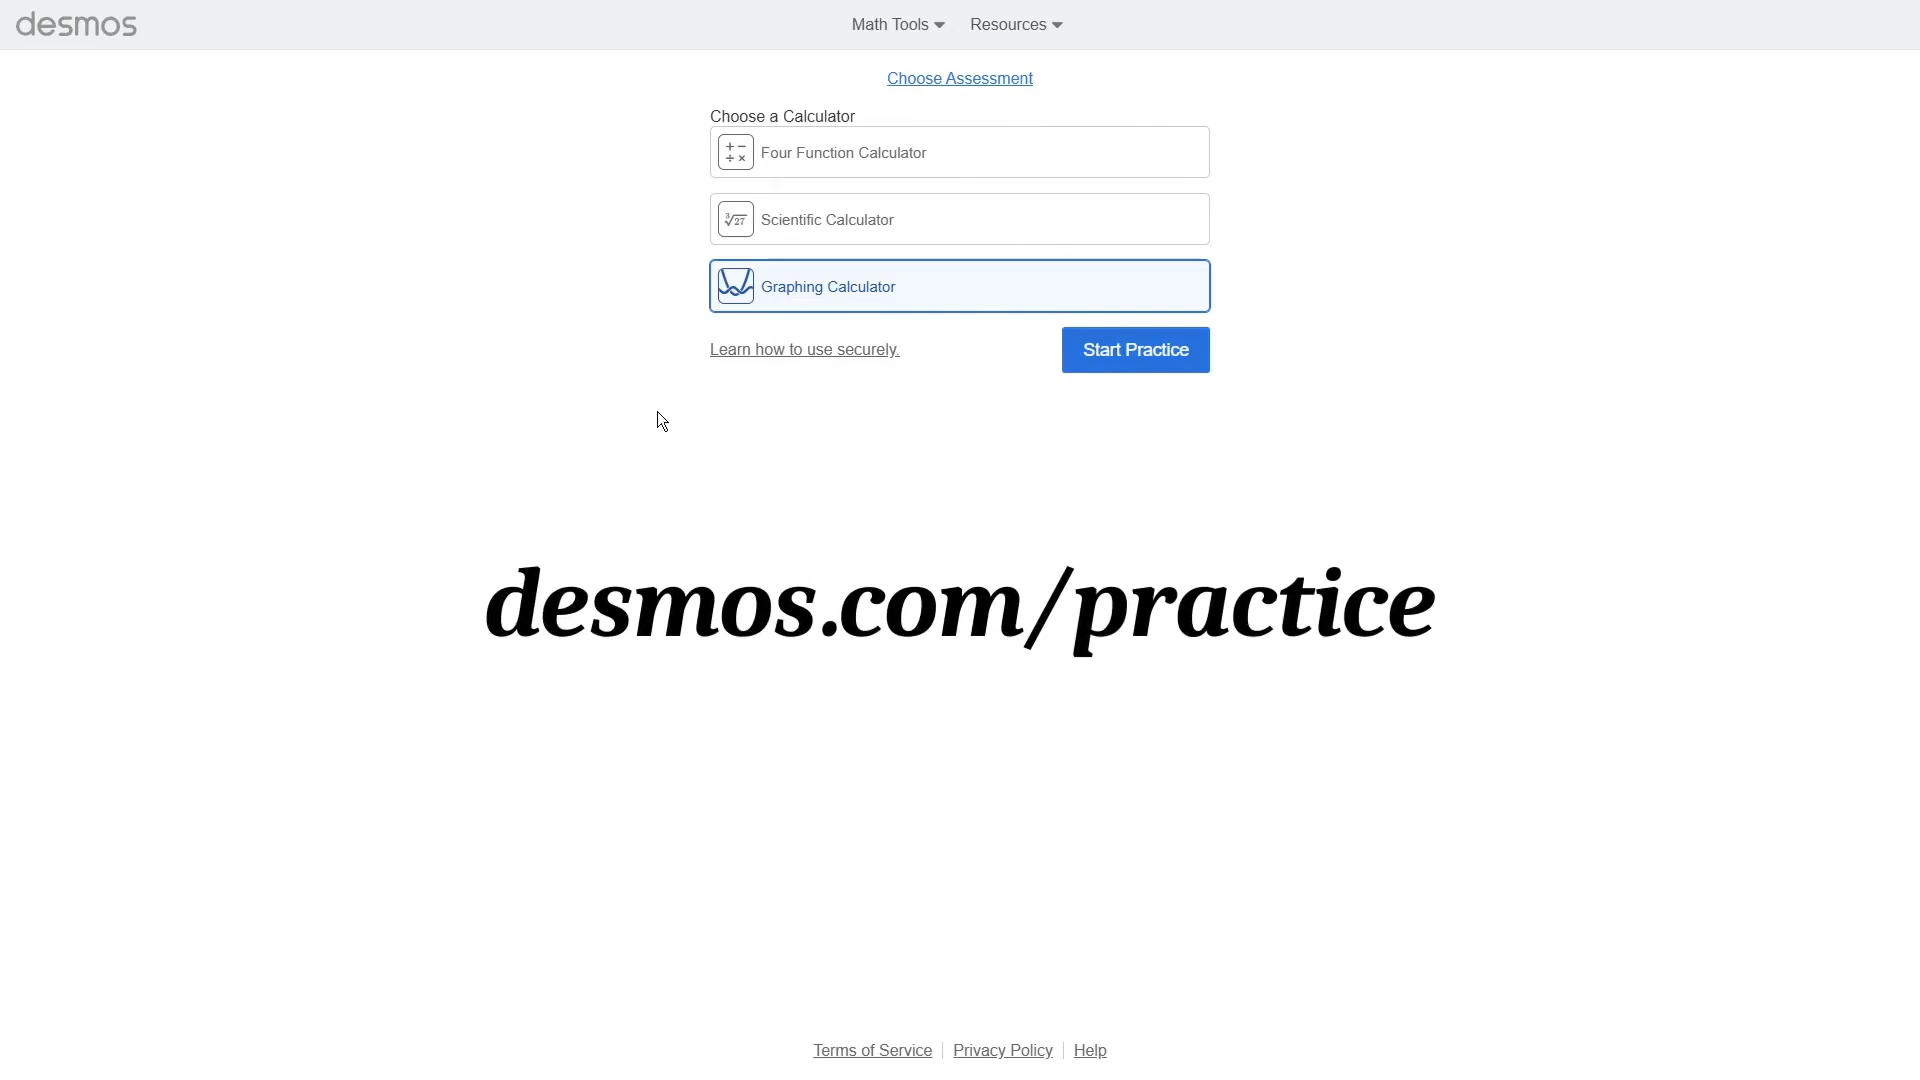 desmos
Math Tools
Resources
Choose Assessment
Choose a Calculator
Four Function Calculator
Scientific Calculator
Graphing Calculator
Learn how to use securely.
Start Practice
desmos.com/practice
Terms of Service
Privacy Policy
Help